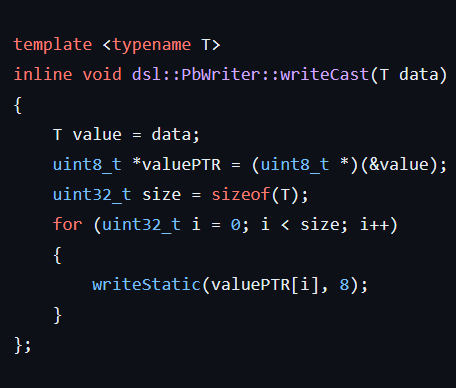 template <typename T>
inline void dsl::PbWriter::writeCast(T data)
{
    T value = data;
    uint8_t *valuePTR = (uint8_t *)(&value);
    uint32_t size = sizeof(T);
    for (uint32_t i = 0; i < size; i++)
    {
        writeStatic(valuePTR[i], 8);
    }
};